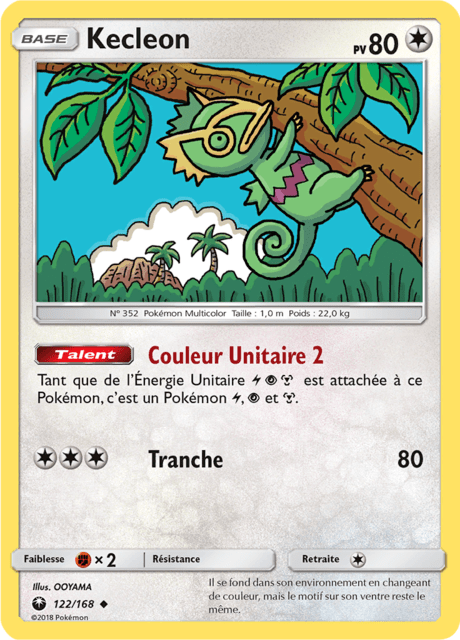 BASE Kecleon PV 80
N° 352 Pokémon Multicolor Taille : 1,0 m Poids : 22,0 kg
Talent Couleur Unitaire 2
Tant que de l'Énergie Unitaire est attachée à ce
Pokémon, c'est un Pokémon , et .
Tranche 80
Faiblesse × 2 Résistance Retraite
Illus. OOYAMA
122/168
©2018 Pokémon
Il se fond dans son environnement en changeant
de couleur, mais le motif sur son ventre reste le
même.